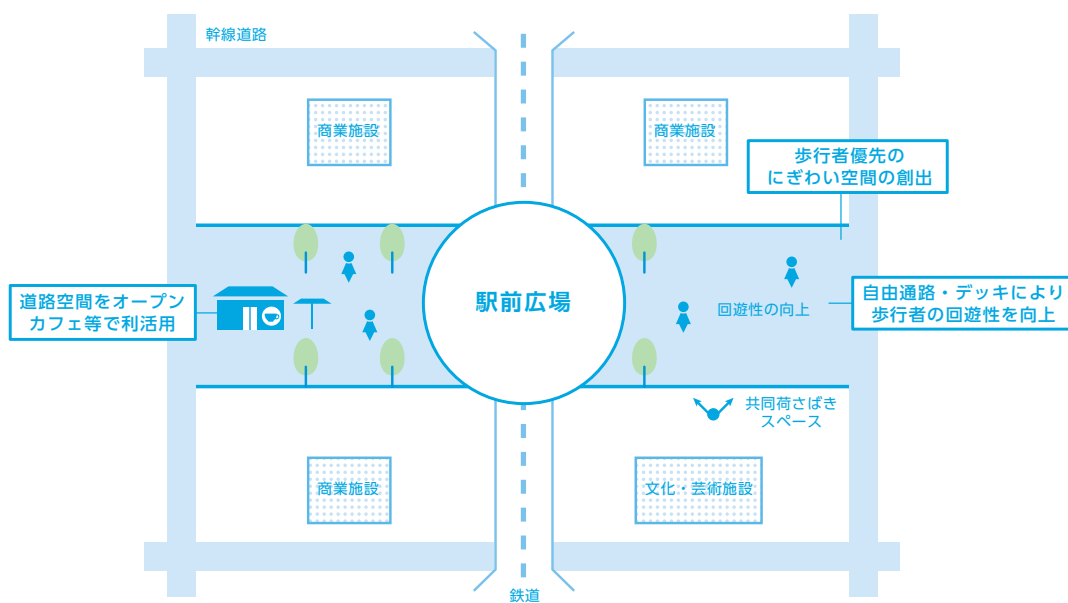 幹線道路
商業施設
商業施設
歩行者優先の
にぎわい空間の創出
道路空間をオープン
カフェ等で利活用
駅前広場
回遊性の向上
自由通路・デッキにより
歩行者の回遊性を向上
共同荷さばき
スペース
商業施設
文化・芸術施設
鉄道